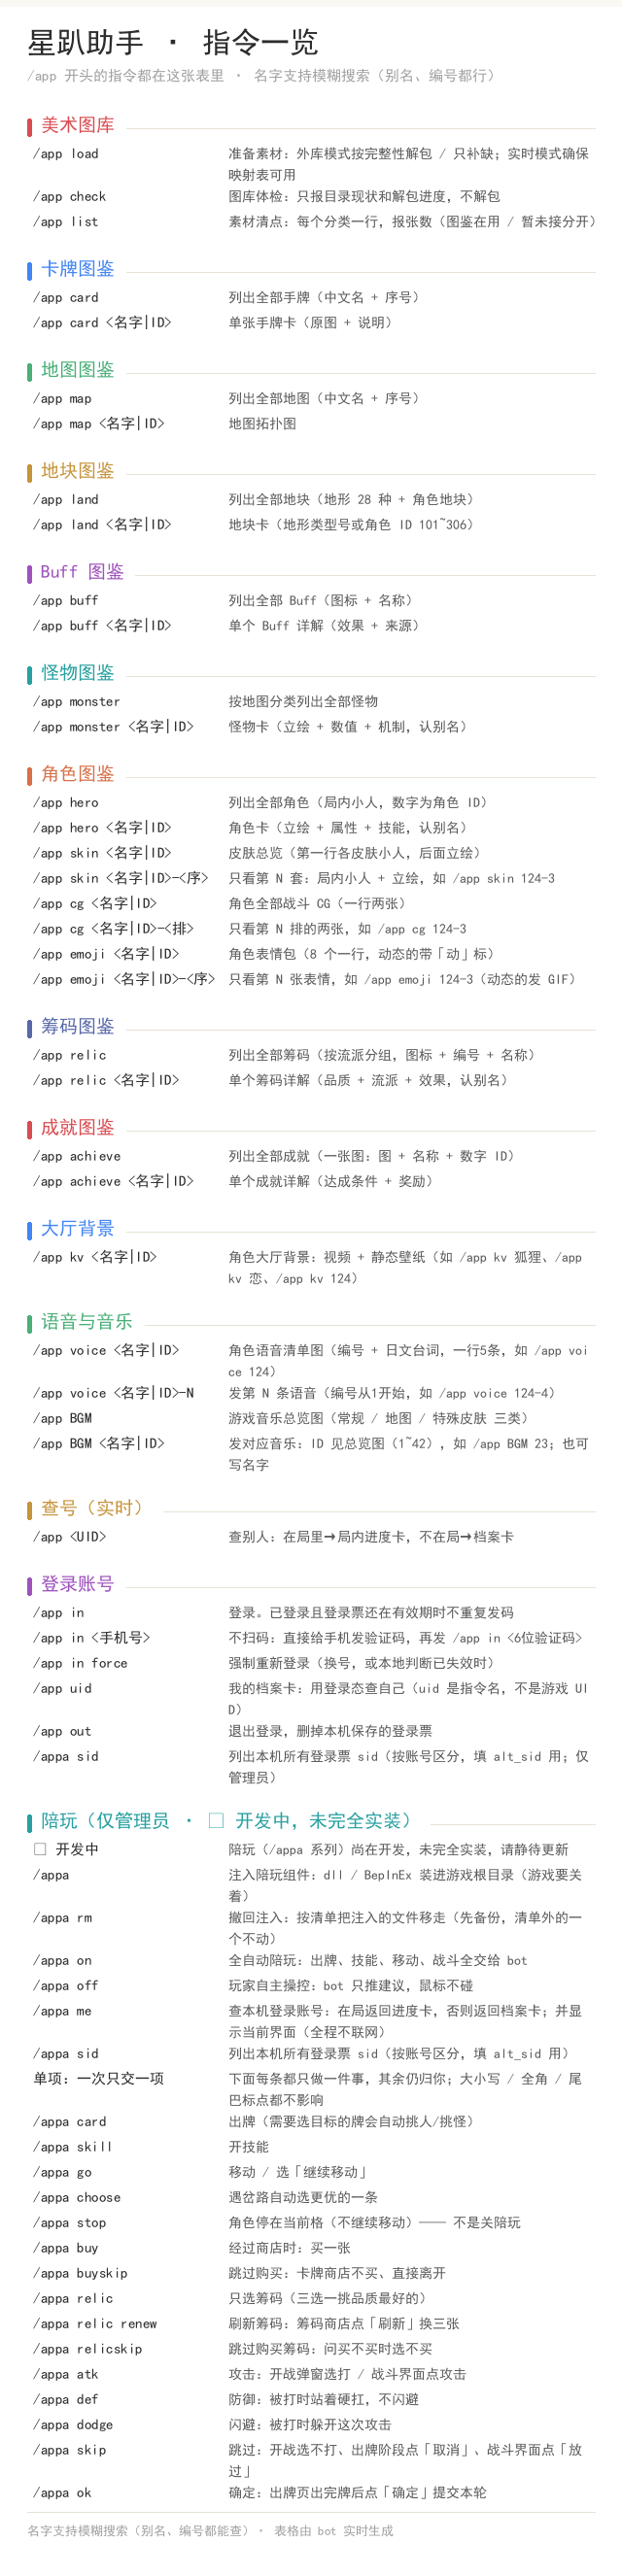 星趴助手 · 指令一览
/app 开头的指令都在这张表里 · 名字支持模糊搜索（别名、编号都行）
美术图库
/app load 准备素材：外库模式按完整性解包 / 只补缺；实时模式确保
映射表可用
/app check 图库体检：只报目录现状和解包进度，不解包
/app list 素材清点：每个分类一行，报张数（图鉴在用 / 暂未接分开）
卡牌图鉴
/app card 列出全部手牌（中文名 + 序号）
/app card <名字|ID> 单张手牌卡（原图 + 说明）
地图图鉴
/app map 列出全部地图（中文名 + 序号）
/app map <名字|ID> 地图拓扑图
地块图鉴
/app land 列出全部地块（地形 28 种 + 角色地块）
/app land <名字|ID> 地块卡（地形类型号或角色 ID 101~306）
Buff 图鉴
/app buff 列出全部 Buff（图标 + 名称）
/app buff <名字|ID> 单个 Buff 详解（效果 + 来源）
怪物图鉴
/app monster 按地图分类列出全部怪物
/app monster <名字|ID> 怪物卡（立绘 + 数值 + 机制，认别名）
角色图鉴
/app hero 列出全部角色（局内小人，数字为角色 ID）
/app hero <名字|ID> 角色卡（立绘 + 属性 + 技能，认别名）
/app skin <名字|ID> 皮肤总览（第一行各皮肤小人，后面立绘）
/app skin <名字|ID>-<序> 只看第 N 套：局内小人 + 立绘，如 /app skin 124-3
/app cg <名字|ID> 角色全部战斗 CG（一行两张）
/app cg <名字|ID>-<排> 只看第 N 排的两张，如 /app cg 124-3
/app emoji <名字|ID> 角色表情包（8 个一行，动态的带「动」标）
/app emoji <名字|ID>-<序> 只看第 N 张表情，如 /app emoji 124-3（动态的发 GIF）
筹码图鉴
/app relic 列出全部筹码（按流派分组，图标 + 编号 + 名称）
/app relic <名字|ID> 单个筹码详解（品质 + 流派 + 效果，认别名）
成就图鉴
/app achieve 列出全部成就（一张图：图 + 名称 + 数字 ID）
/app achieve <名字|ID> 单个成就详解（达成条件 + 奖励）
大厅背景
/app kv <名字|ID> 角色大厅背景：视频 + 静态壁纸（如 /app kv 狐狸、/app
kv 恋、/app kv 124）
语音与音乐
/app voice <名字|ID> 角色语音清单图（编号 + 日文台词，一行5条，如 /app voi
ce 124）
/app voice <名字|ID>-N 发第 N 条语音（编号从1开始，如 /app voice 124-4）
/app BGM 游戏音乐总览图（常规 / 地图 / 特殊皮肤 三类）
/app BGM <名字|ID> 发对应音乐：ID 见总览图（1~42），如 /app BGM 23；也可
写名字
查号（实时）
/app <UID> 查别人：在局里→局内进度卡，不在局→档案卡
登录账号
/app in 登录。已登录且登录票还在有效期时不重复发码
/app in <手机号> 不扫码：直接给手机发验证码，再发 /app in <6位验证码>
/app in force 强制重新登录（换号，或本地判断已失效时）
/app uid 我的档案卡：用登录态查自己（uid 是指令名，不是游戏 UI
D）
/app out 退出登录，删掉本机保存的登录票
/appa sid 列出本机所有登录票 sid（按账号区分，填 alt_sid 用；仅
管理员）
陪玩（仅管理员 · □ 开发中，未完全实装）
□ 开发中 陪玩（/appa 系列）尚在开发，未完全实装，请静待更新
/appa 注入陪玩组件：dll / BepInEx 装进游戏根目录（游戏要关
着）
/appa rm 撤回注入：按清单把注入的文件移走（先备份，清单外的一
个不动）
/appa on 全自动陪玩：出牌、技能、移动、战斗全交给 bot
/appa off 玩家自主操控：bot 只推建议，鼠标不碰
/appa me 查本机登录账号：在局返回进度卡，否则返回档案卡；并显
示当前界面（全程不联网）
/appa sid 列出本机所有登录票 sid（按账号区分，填 alt_sid 用）
单项：一次只交一项 下面每条都只做一件事，其余仍归你；大小写 / 全角 / 尾
巴标点都不影响
/appa card 出牌（需要选目标的牌会自动挑人/挑怪）
/appa skill 开技能
/appa go 移动 / 选「继续移动」
/appa choose 遇岔路自动选更优的一条
/appa stop 角色停在当前格（不继续移动）—— 不是关陪玩
/appa buy 经过商店时：买一张
/appa buyskip 跳过购买：卡牌商店不买、直接离开
/appa relic 只选筹码（三选一挑品质最好的）
/appa relic renew 刷新筹码：筹码商店点「刷新」换三张
/appa relicskip 跳过购买筹码：问买不买时选不买
/appa atk 攻击：开战弹窗选打 / 战斗界面点攻击
/appa def 防御：被打时站着硬扛，不闪避
/appa dodge 闪避：被打时躲开这次攻击
/appa skip 跳过：开战选不打、出牌阶段点「取消」、战斗界面点「放
过」
/appa ok 确定：出牌页出完牌后点「确定」提交本轮
名字支持模糊搜索（别名、编号都能查）· 表格由 bot 实时生成